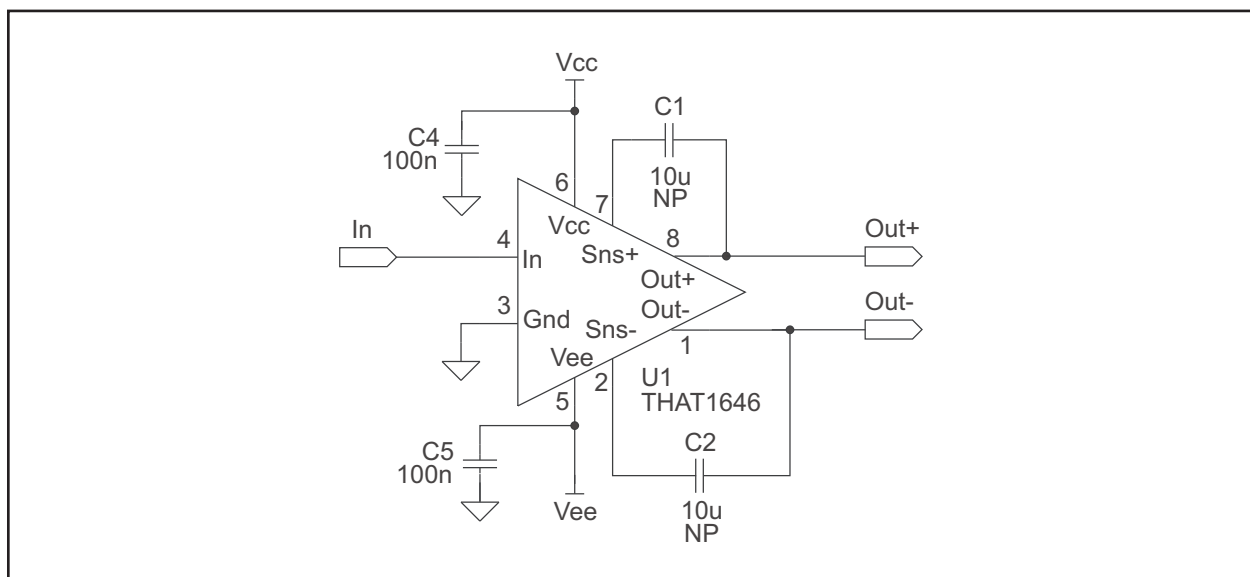 Vcc
C1
C4
100n
6
10u
NP
7
In
Vcc
8
Out+
4
In
Sns+
Out+
3
Gnd
Out-
Out-
Sns-
1
Vee
2
U1
THAT1646
5
C5
100n
C2
Vee
10u
NP